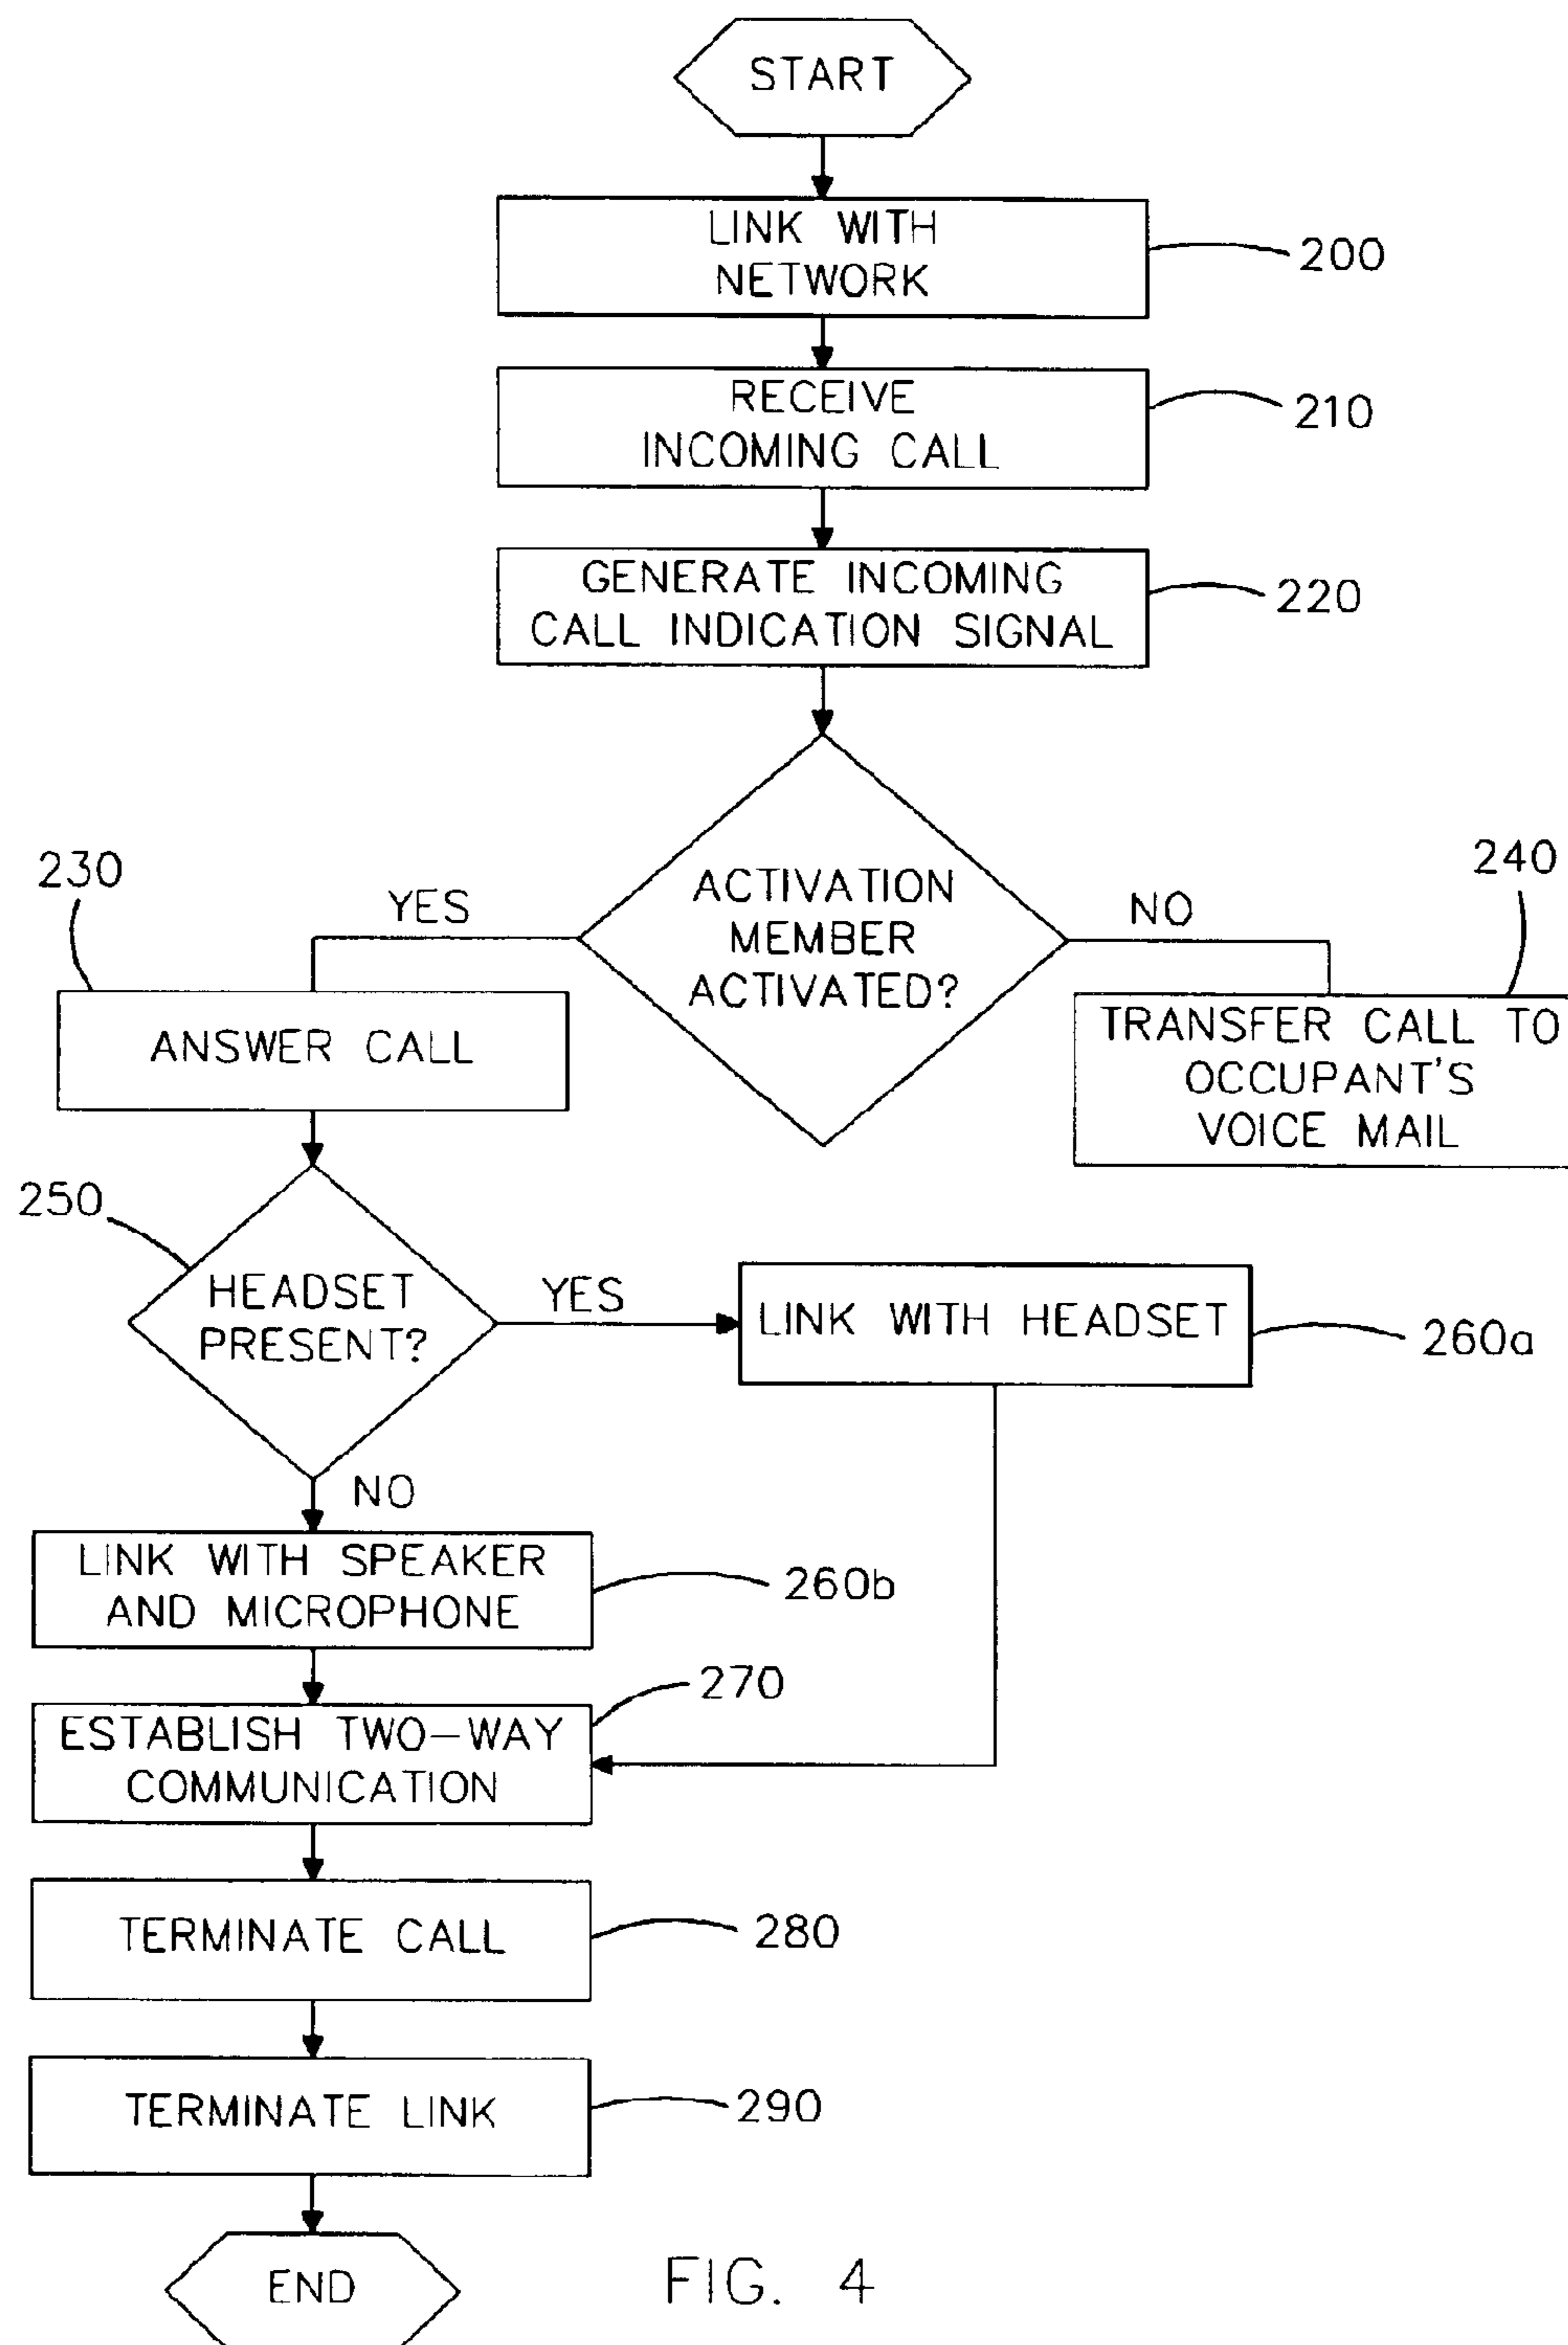 START
LINK WITH
NETWORK
200
RECEIVE
INCOMING CALL
210
GENERATE INCOMING
CALL INDICATION SIGNAL
220
ACTIVATION
MEMBER
ACTIVATED?
YES
NO
230
ANSWER CALL
240
TRANSFER CALL TO
OCCUPANT'S
VOICE MAIL
250
HEADSET
PRESENT?
YES
LINK WITH HEADSET
260a
NO
LINK WITH SPEAKER
AND MICROPHONE
260b
ESTABLISH TWO-WAY
COMMUNICATION
270
TERMINATE CALL
280
TERMINATE LINK
290
END
FIG. 4